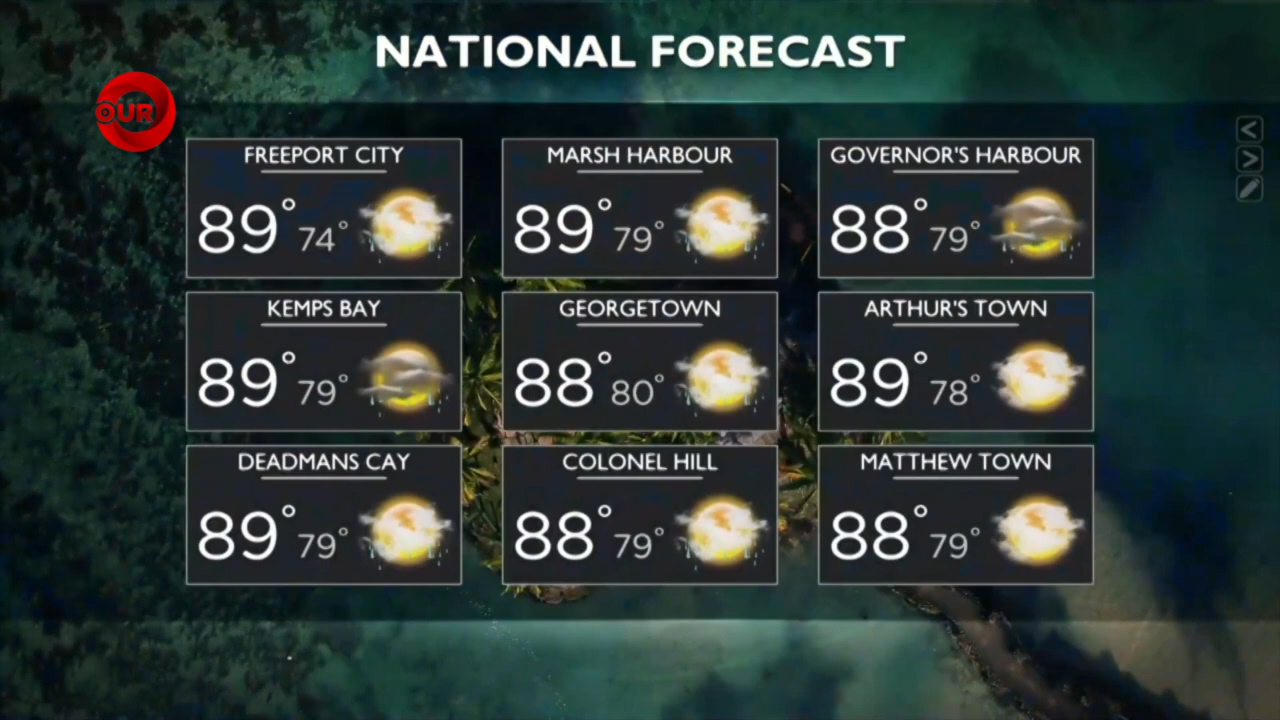 NATIONAL FORECAST
OUR
FREEPORT CITY
89° 74°
MARSH HARBOUR
89° 79°
GOVERNOR'S HARBOUR
88° 79°
KEMPS BAY
89° 79°
GEORGETOWN
88° 80°
ARTHUR'S TOWN
89° 78°
DEADMANS CAY
89° 79°
COLONEL HILL
88° 79°
MATTHEW TOWN
88° 79°